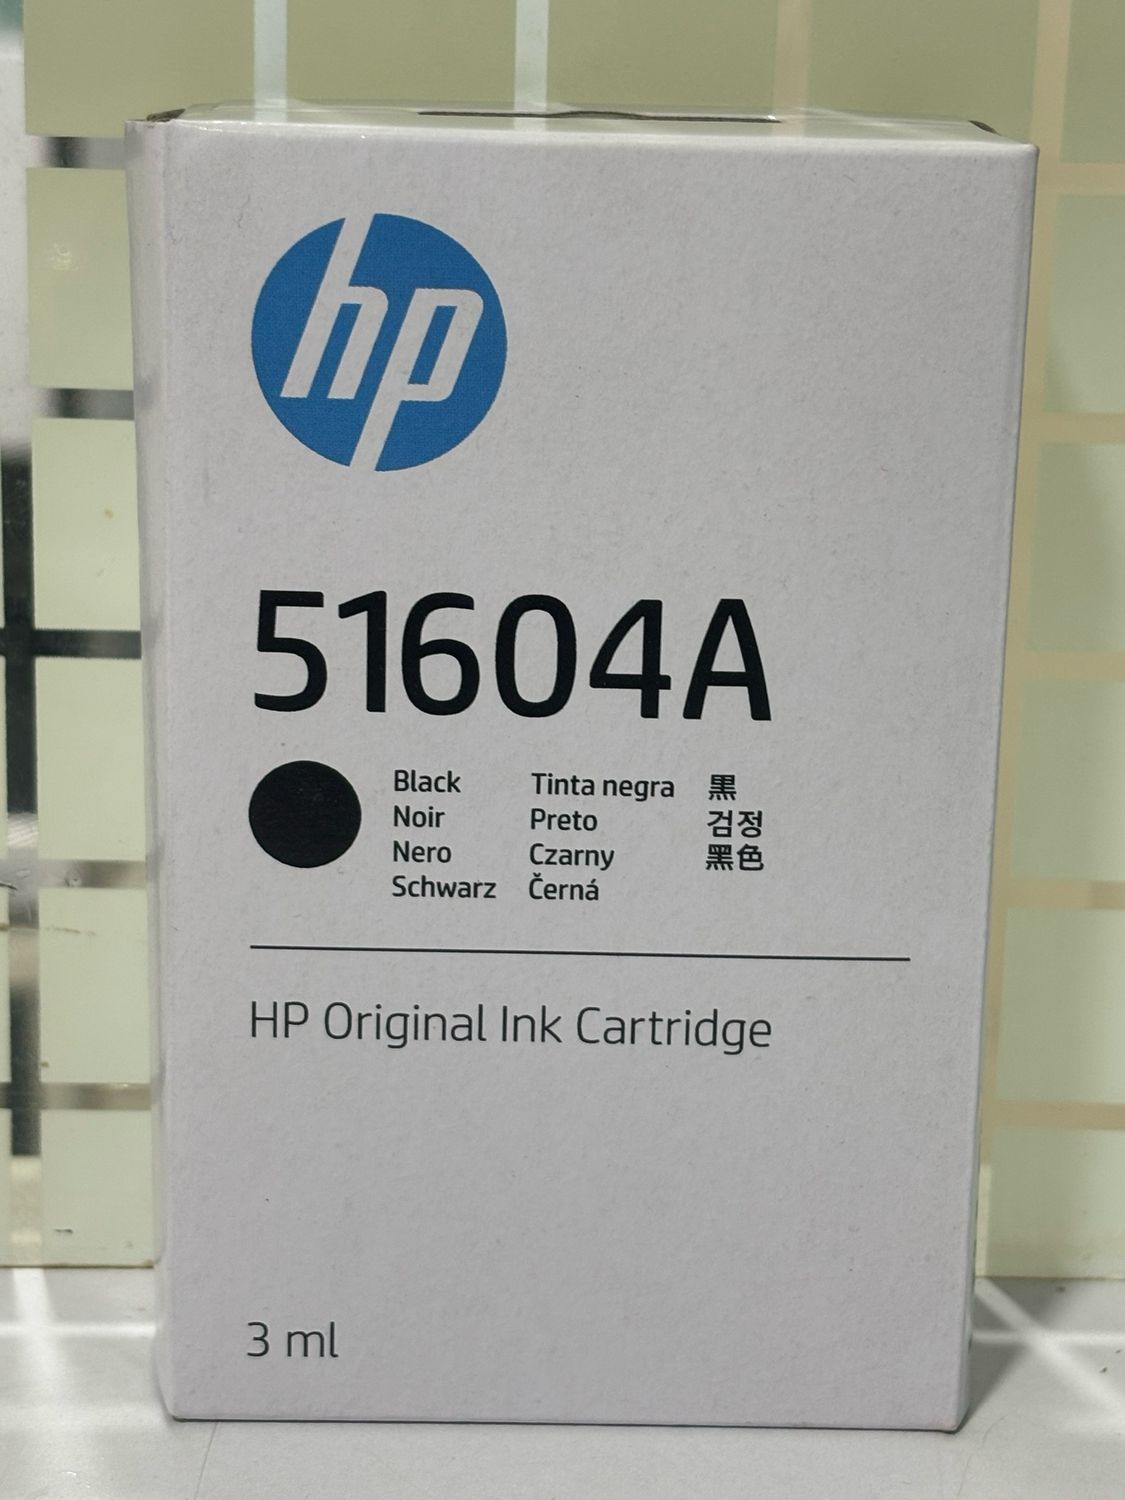 hp
51604A
Black
Noir
Nero
Schwarz
Tinta negra
Preto
Czarny
Černá
黒
검정
黑色
HP Original Ink Cartridge
3 ml